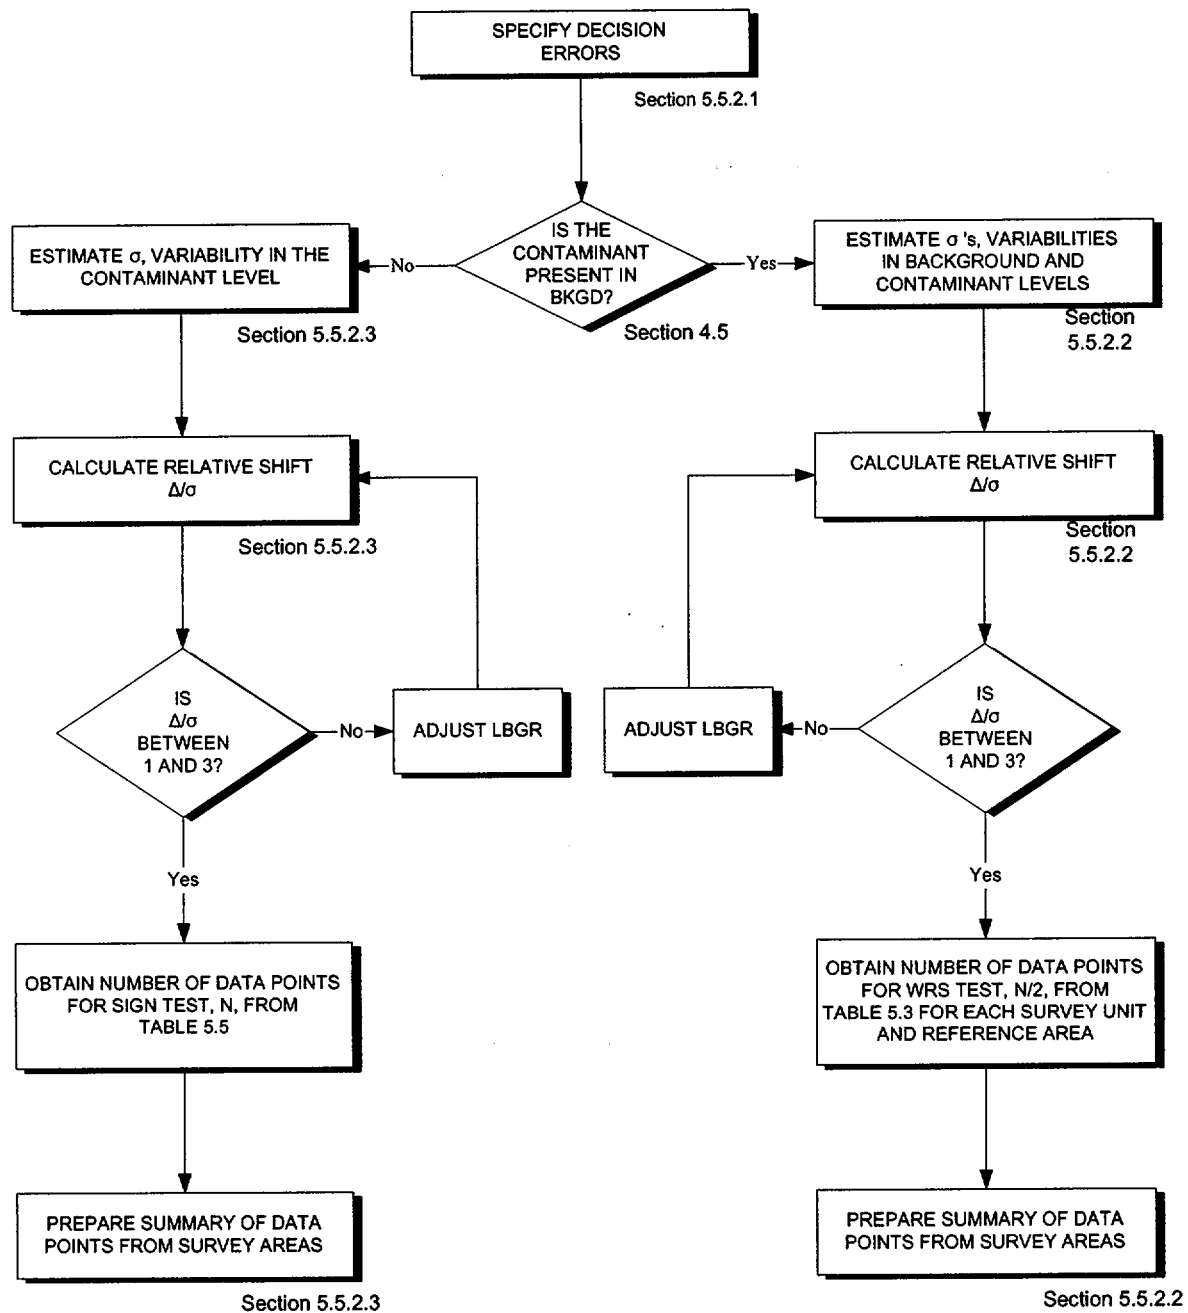 SPECIFY DECISION
ERRORS
Section 5.5.2.1
IS THE
CONTAMINANT
PRESENT IN
BKGD?
No
Yes
Section 4.5
ESTIMATE σ, VARIABILITY IN THE
CONTAMINANT LEVEL
Section 5.5.2.3
ESTIMATE σ 's, VARIABILITIES
IN BACKGROUND AND
CONTAMINANT LEVELS
Section
5.5.2.2
CALCULATE RELATIVE SHIFT
Δ/σ
Section 5.5.2.3
CALCULATE RELATIVE SHIFT
Δ/σ
Section
5.5.2.2
IS
Δ/σ
BETWEEN
1 AND 3?
No
ADJUST LBGR
ADJUST LBGR
No
IS
Δ/σ
BETWEEN
1 AND 3?
Yes
Yes
OBTAIN NUMBER OF DATA POINTS
FOR SIGN TEST, N, FROM
TABLE 5.5
OBTAIN NUMBER OF DATA POINTS
FOR WRS TEST, N/2, FROM
TABLE 5.3 FOR EACH SURVEY UNIT
AND REFERENCE AREA
PREPARE SUMMARY OF DATA
POINTS FROM SURVEY AREAS
Section 5.5.2.3
PREPARE SUMMARY OF DATA
POINTS FROM SURVEY AREAS
Section 5.5.2.2